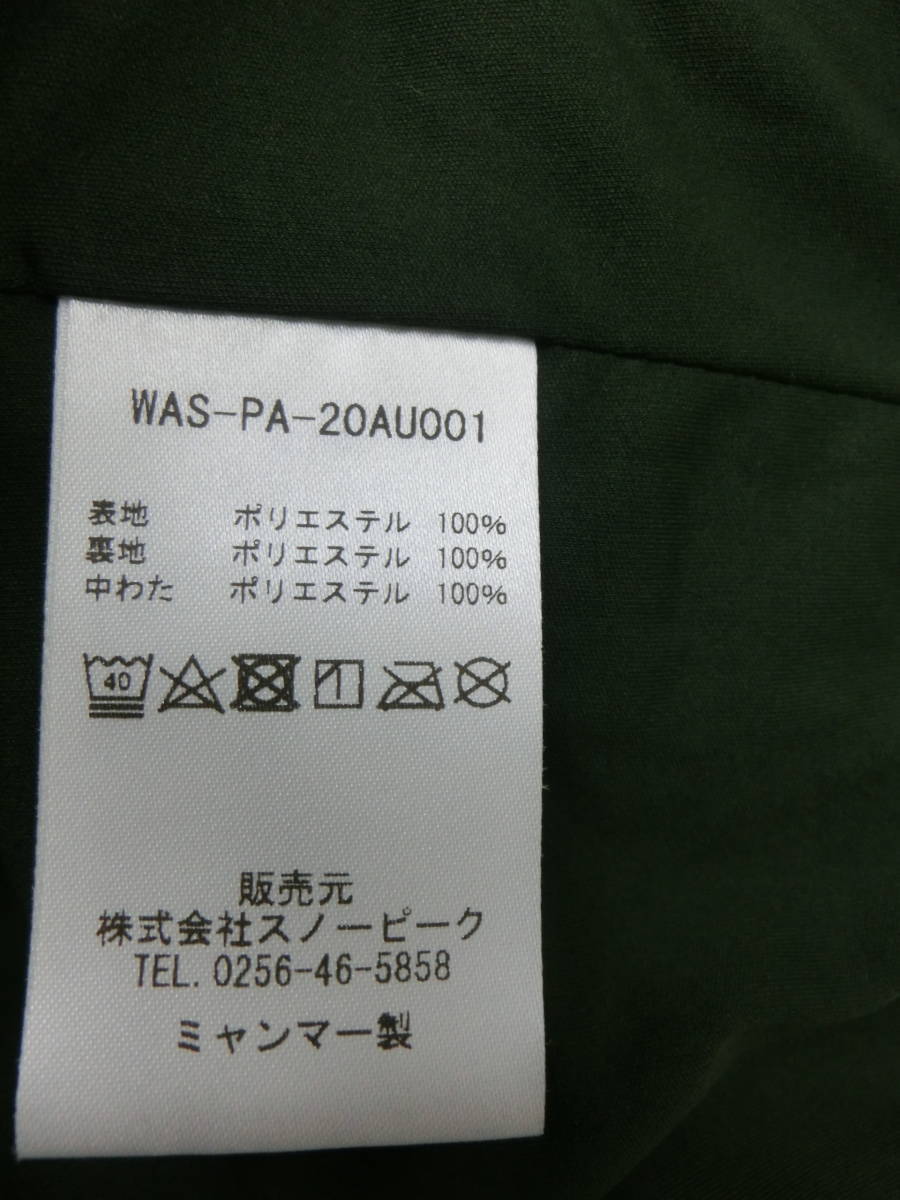 WAS-PA-20AU001
表地 ポリエステル 100%
裏地 ポリエステル 100%
中わた ポリエステル 100%
40
販売元
株式会社スノーピーク
TEL. 0256-46-5858
ミャンマー製